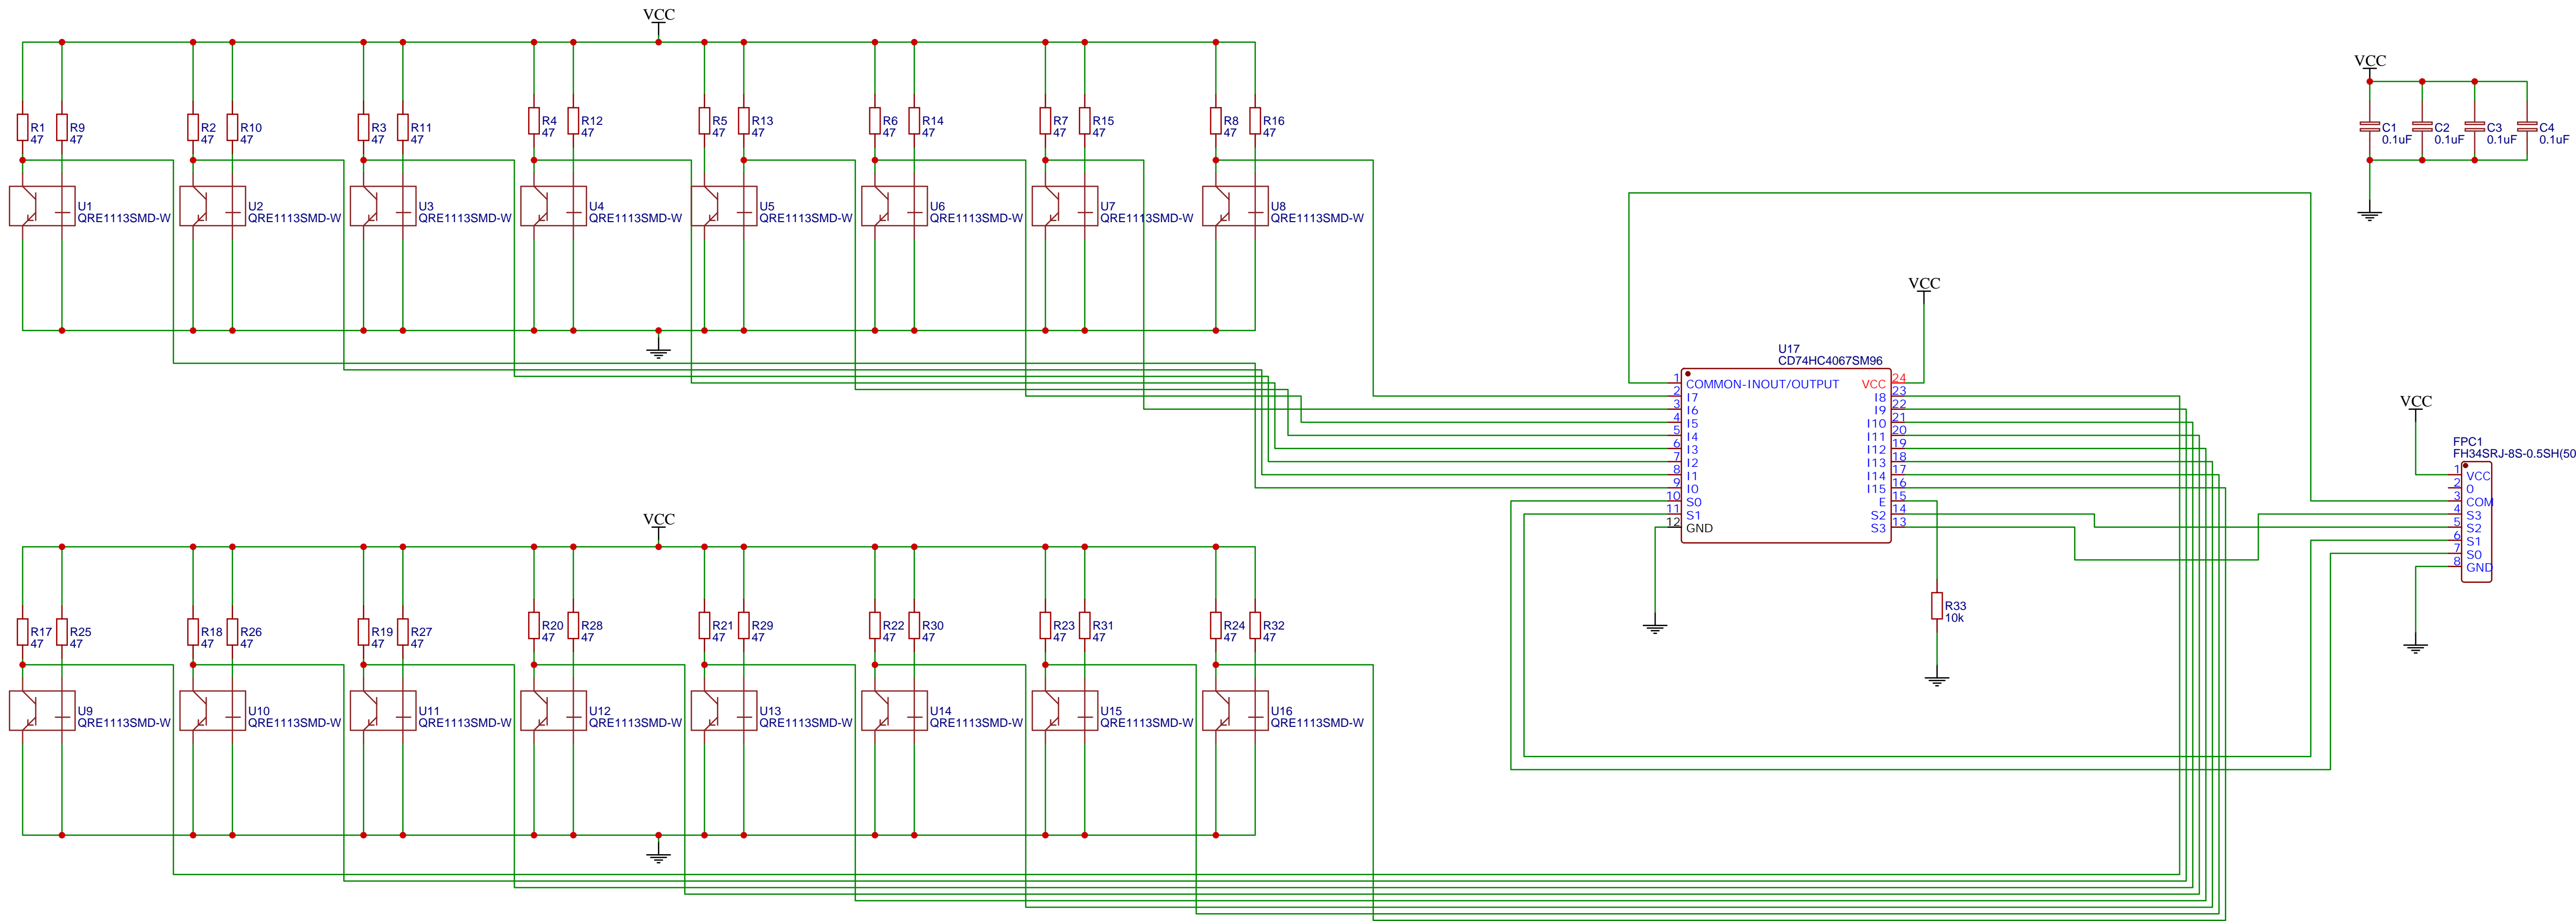 VCC
R1
47
R9
47
R2
47
R10
47
R3
47
R11
47
R4
47
R12
47
R5
47
R13
47
R6
47
R14
47
R7
47
R15
47
R8
47
R16
47
U1
QRE1113SMD-W
U2
QRE1113SMD-W
U3
QRE1113SMD-W
U4
QRE1113SMD-W
U5
QRE1113SMD-W
U6
QRE1113SMD-W
U7
QRE1113SMD-W
U8
QRE1113SMD-W
VCC
C1
0.1uF
C2
0.1uF
C3
0.1uF
C4
0.1uF
VCC
U17
CD74HC4067SM96
1 COMMON-INOUT/OUTPUT
2 I7
3 I6
4 I5
5 I4
6 I3
7 I2
8 I1
9 I0
10 S0
11 S1
12 GND
VCC 24
I8 23
I9 22
I10 21
I11 20
I12 19
I13 18
I14 17
I15 16
E 15
S2 14
S3 13
R33
10k
VCC
FPC1
FH34SRJ-8S-0.5SH(50
1 VCC
2 0
3 COM
4 S3
5 S2
6 S1
7 S0
8 GND
VCC
R17
47
R25
47
R18
47
R26
47
R19
47
R27
47
R20
47
R28
47
R21
47
R29
47
R22
47
R30
47
R23
47
R31
47
R24
47
R32
47
U9
QRE1113SMD-W
U10
QRE1113SMD-W
U11
QRE1113SMD-W
U12
QRE1113SMD-W
U13
QRE1113SMD-W
U14
QRE1113SMD-W
U15
QRE1113SMD-W
U16
QRE1113SMD-W